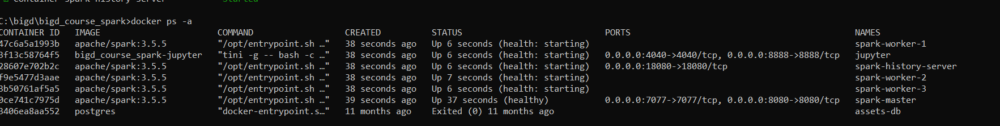 Container spark-history-server Started
C:\bigd\bigd_course_spark>docker ps -a
CONTAINER ID IMAGE COMMAND CREATED STATUS PORTS NAMES
47c6a5a1993b apache/spark:3.5.5 "/opt/entrypoint.sh …" 38 seconds ago Up 6 seconds (health: starting) spark-worker-1
3f13c58764f5 bigd_course_spark-jupyter "tini -g -- bash -c …" 38 seconds ago Up 6 seconds (health: starting) 0.0.0.0:4040->4040/tcp, 0.0.0.0:8888->8888/tcp jupyter
28607e702b2c apache/spark:3.5.5 "/opt/entrypoint.sh …" 38 seconds ago Up 6 seconds (health: starting) 0.0.0.0:18080->18080/tcp spark-history-server
f9e5477d3aae apache/spark:3.5.5 "/opt/entrypoint.sh …" 38 seconds ago Up 7 seconds (health: starting) spark-worker-2
3b50761af5a5 apache/spark:3.5.5 "/opt/entrypoint.sh …" 38 seconds ago Up 6 seconds (health: starting) spark-worker-3
0ce741c7975d apache/spark:3.5.5 "/opt/entrypoint.sh …" 39 seconds ago Up 37 seconds (healthy) 0.0.0.0:7077->7077/tcp, 0.0.0.0:8080->8080/tcp spark-master
3406ea8aa552 postgres "docker-entrypoint.s…" 11 months ago Exited (0) 11 months ago assets-db